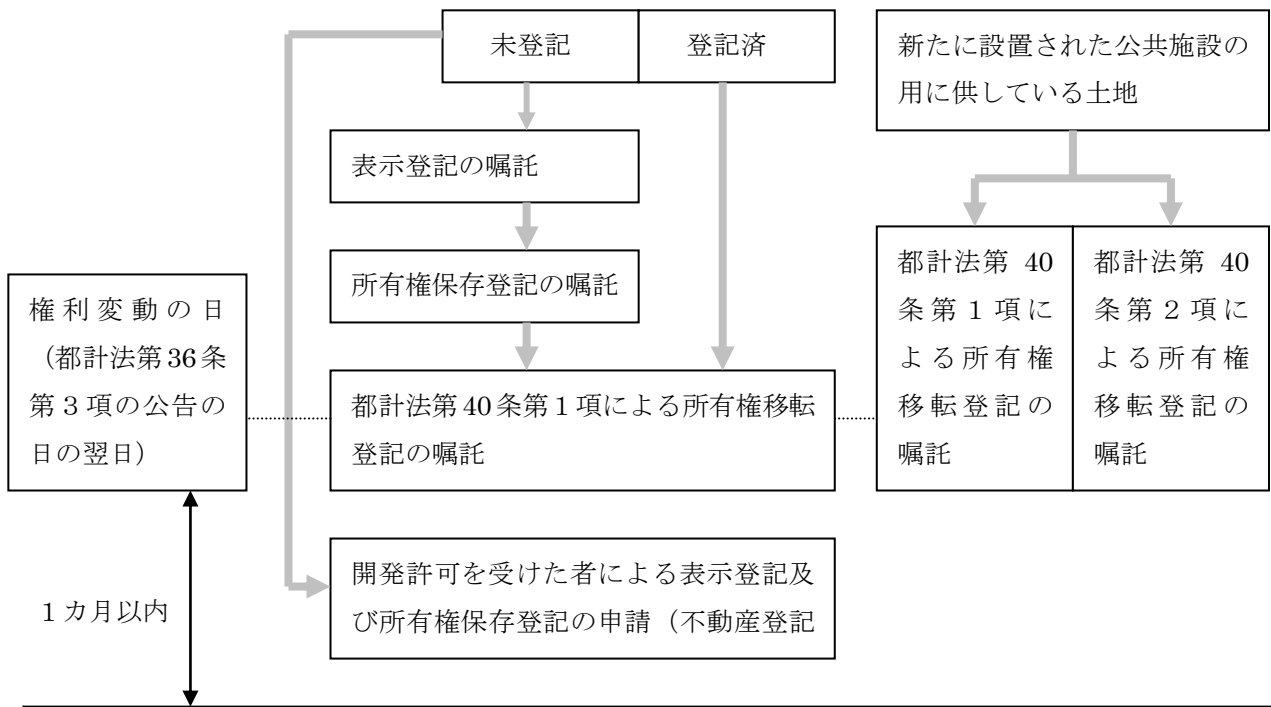 未登記
登記済
新たに設置された公共施設の
用に供している土地
表示登記の嘱託
所有権保存登記の嘱託
権利変動の日
（都計法第36条
第３項の公告の
日の翌日）
都計法第40条第１項による所有権移転
登記の嘱託
都計法第 40
条第１項に
よる所有権
移転登記の
嘱託
都計法第 40
条第２項に
よる所有権
移転登記の
嘱託
開発許可を受けた者による表示登記及
び所有権保存登記の申請（不動産登記
１カ月以内